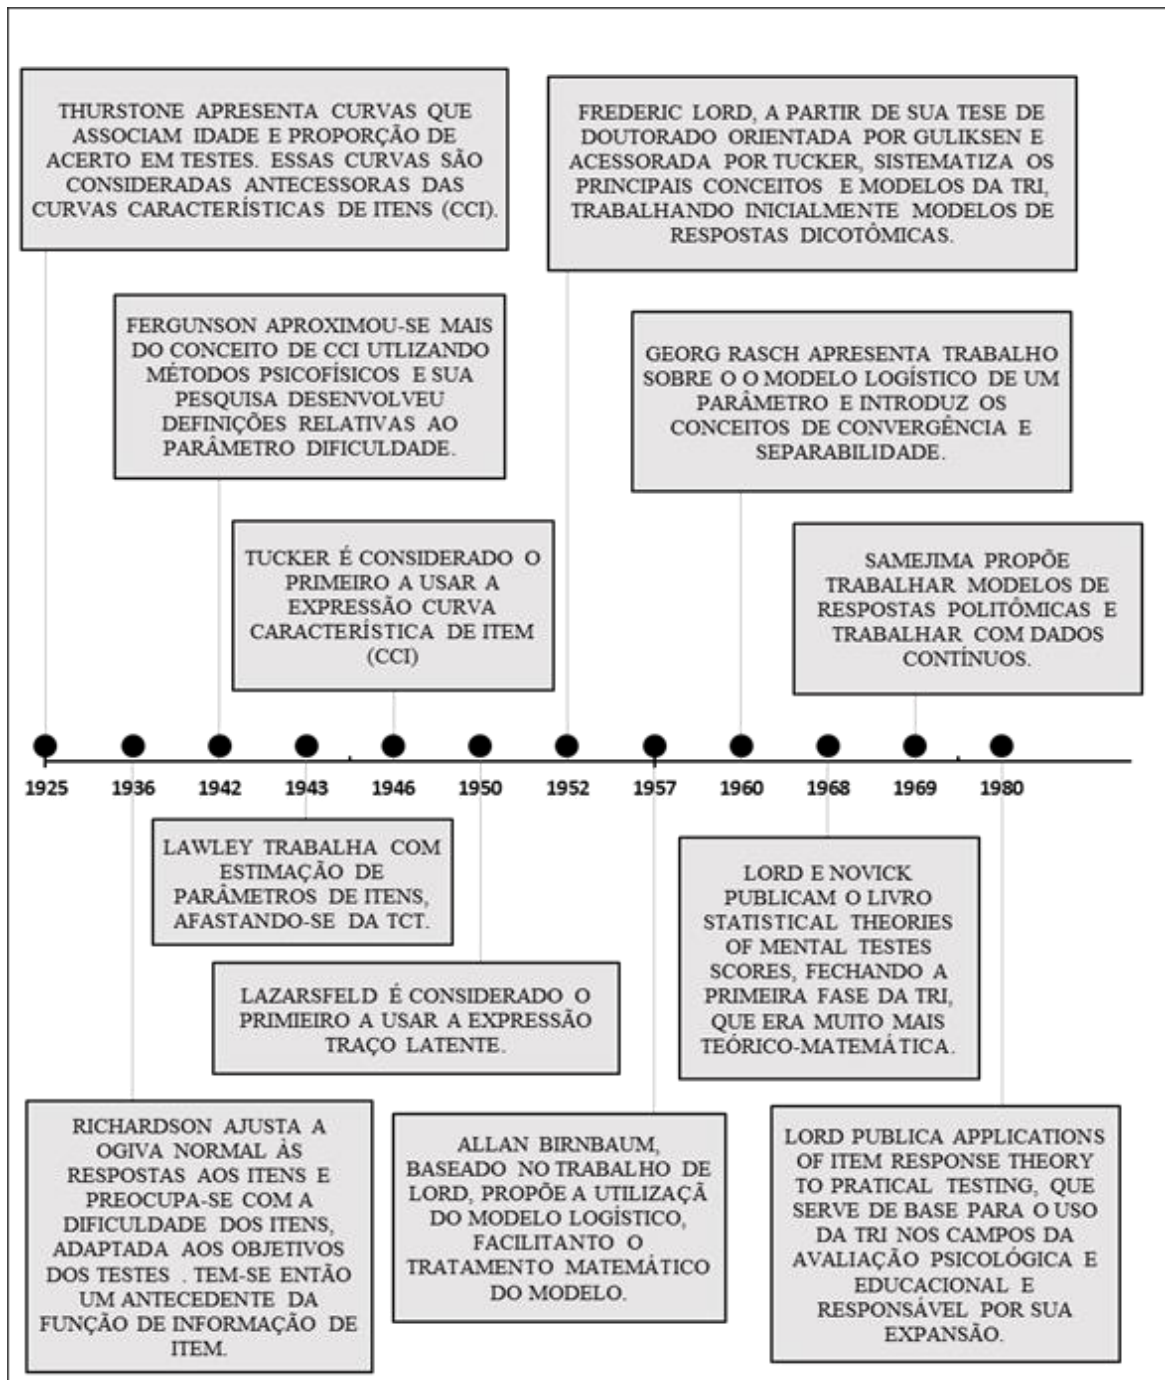 THURSTONE APRESENTA CURVAS QUE
ASSOCIAM IDADE E PROPORÇÃO DE
ACERTO EM TESTES. ESSAS CURVAS SÃO
CONSIDERADAS ANTECESSORAS DAS
CURVAS CARACTERÍSTICAS DE ITENS (CCI).
FREDERIC LORD, A PARTIR DE SUA TESE DE
DOUTORADO ORIENTADA POR GULIKSEN E
ACESSORADA POR TUCKER, SISTEMATIZA OS
PRINCIPAIS CONCEITOS E MODELOS DA TRI,
TRABALHANDO INICIALMENTE MODELOS DE
RESPOSTAS DICOTÔMICAS.
FERGUNSON APROXIMOU-SE MAIS
DO CONCEITO DE CCI UTLIZANDO
MÉTODOS PSICOFÍSICOS E SUA
PESQUISA DESENVOLVEU
DEFINIÇÕES RELATIVAS AO
PARÂMETRO DIFICULDADE.
GEORG RASCH APRESENTA TRABALHO
SOBRE O O MODELO LOGÍSTICO DE UM
PARÂMETRO E INTRODUZ OS
CONCEITOS DE CONVERGÊNCIA E
SEPARABILIDADE.
TUCKER É CONSIDERADO O
PRIMEIRO A USAR A
EXPRESSÃO CURVA
CARACTERÍSTICA DE ITEM
(CCI)
SAMEJIMA PROPÕE
TRABALHAR MODELOS DE
RESPOSTAS POLITÔMICAS E
TRABALHAR COM DADOS
CONTÍNUOS.
1925 1936 1942 1943 1946 1950 1952 1957 1960 1968 1969 1980
LAWLEY TRABALHA COM
ESTIMAÇÃO DE
PARÂMETROS DE ITENS,
AFASTANDO-SE DA TCT.
LORD E NOVICK
PUBLICAM O LIVRO
STATISTICAL THEORIES
OF MENTAL TESTES
SCORES, FECHANDO A
PRIMEIRA FASE DA TRI,
QUE ERA MUITO MAIS
TEÓRICO-MATEMÁTICA.
LAZARSFELD É CONSIDERADO O
PRIMIEIRO A USAR A EXPRESSÃO
TRAÇO LATENTE.
RICHARDSON AJUSTA A
OGIVA NORMAL ÀS
RESPOSTAS AOS ITENS E
PREOCUPA-SE COM A
DIFICULDADE DOS ITENS,
ADAPTADA AOS OBJETIVOS
DOS TESTES . TEM-SE ENTÃO
UM ANTECEDENTE DA
FUNÇÃO DE INFORMAÇÃO DE
ITEM.
ALLAN BIRNBAUM,
BASEADO NO TRABALHO DE
LORD, PROPÕE A UTILIZAÇÃ
DO MODELO LOGÍSTICO,
FACILITANTO O
TRATAMENTO MATEMÁTICO
DO MODELO.
LORD PUBLICA APPLICATIONS
OF ITEM RESPONSE THEORY
TO PRATICAL TESTING, QUE
SERVE DE BASE PARA O USO
DA TRI NOS CAMPOS DA
AVALIAÇÃO PSICOLÓGICA E
EDUCACIONAL E
RESPONSÁVEL POR SUA
EXPANSÃO.